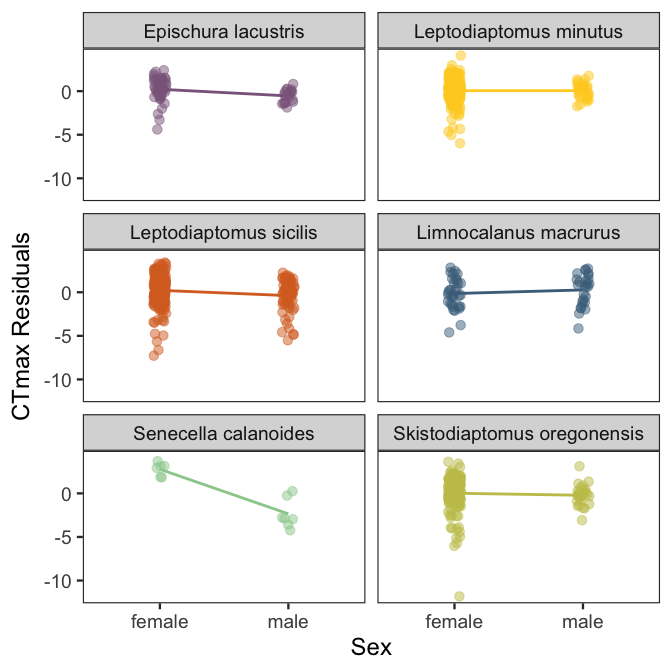 Epischura lacustris
Leptodiaptomus minutus
0
-5
-10
Leptodiaptomus sicilis
Limnocalanus macrurus
CTmax Residuals
0
-5
-10
Senecella calanoides
Skistodiaptomus oregonensis
0
-5
-10
female
male
female
male
Sex